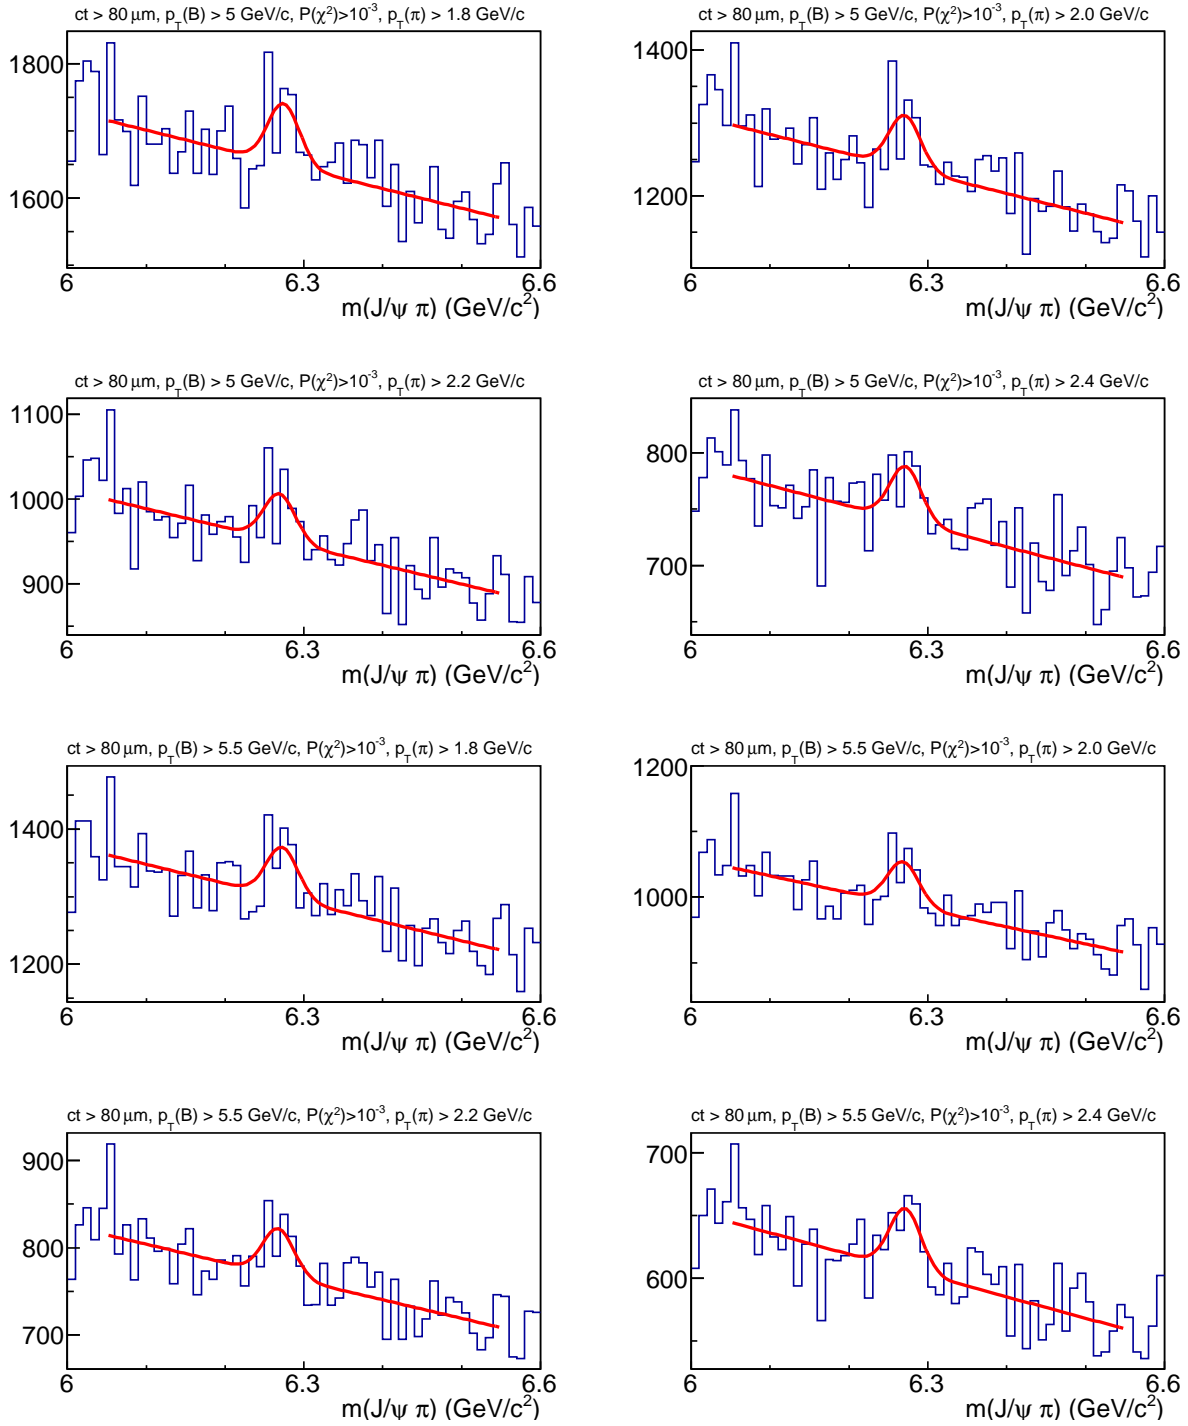 ct > 80 μm, p_T(B) > 5 GeV/c, P(χ²)>10⁻³, p_T(π) > 1.8 GeV/c
1800
1600
6 6.3 6.6
m(J/ψ π) (GeV/c²)
ct > 80 μm, p_T(B) > 5 GeV/c, P(χ²)>10⁻³, p_T(π) > 2.0 GeV/c
1400
1200
6 6.3 6.6
m(J/ψ π) (GeV/c²)
ct > 80 μm, p_T(B) > 5 GeV/c, P(χ²)>10⁻³, p_T(π) > 2.2 GeV/c
1100
1000
900
6 6.3 6.6
m(J/ψ π) (GeV/c²)
ct > 80 μm, p_T(B) > 5 GeV/c, P(χ²)>10⁻³, p_T(π) > 2.4 GeV/c
800
700
6 6.3 6.6
m(J/ψ π) (GeV/c²)
ct > 80 μm, p_T(B) > 5.5 GeV/c, P(χ²)>10⁻³, p_T(π) > 1.8 GeV/c
1400
1200
6 6.3 6.6
m(J/ψ π) (GeV/c²)
ct > 80 μm, p_T(B) > 5.5 GeV/c, P(χ²)>10⁻³, p_T(π) > 2.0 GeV/c
1200
1000
6 6.3 6.6
m(J/ψ π) (GeV/c²)
ct > 80 μm, p_T(B) > 5.5 GeV/c, P(χ²)>10⁻³, p_T(π) > 2.2 GeV/c
900
800
700
6 6.3 6.6
m(J/ψ π) (GeV/c²)
ct > 80 μm, p_T(B) > 5.5 GeV/c, P(χ²)>10⁻³, p_T(π) > 2.4 GeV/c
700
600
6 6.3 6.6
m(J/ψ π) (GeV/c²)